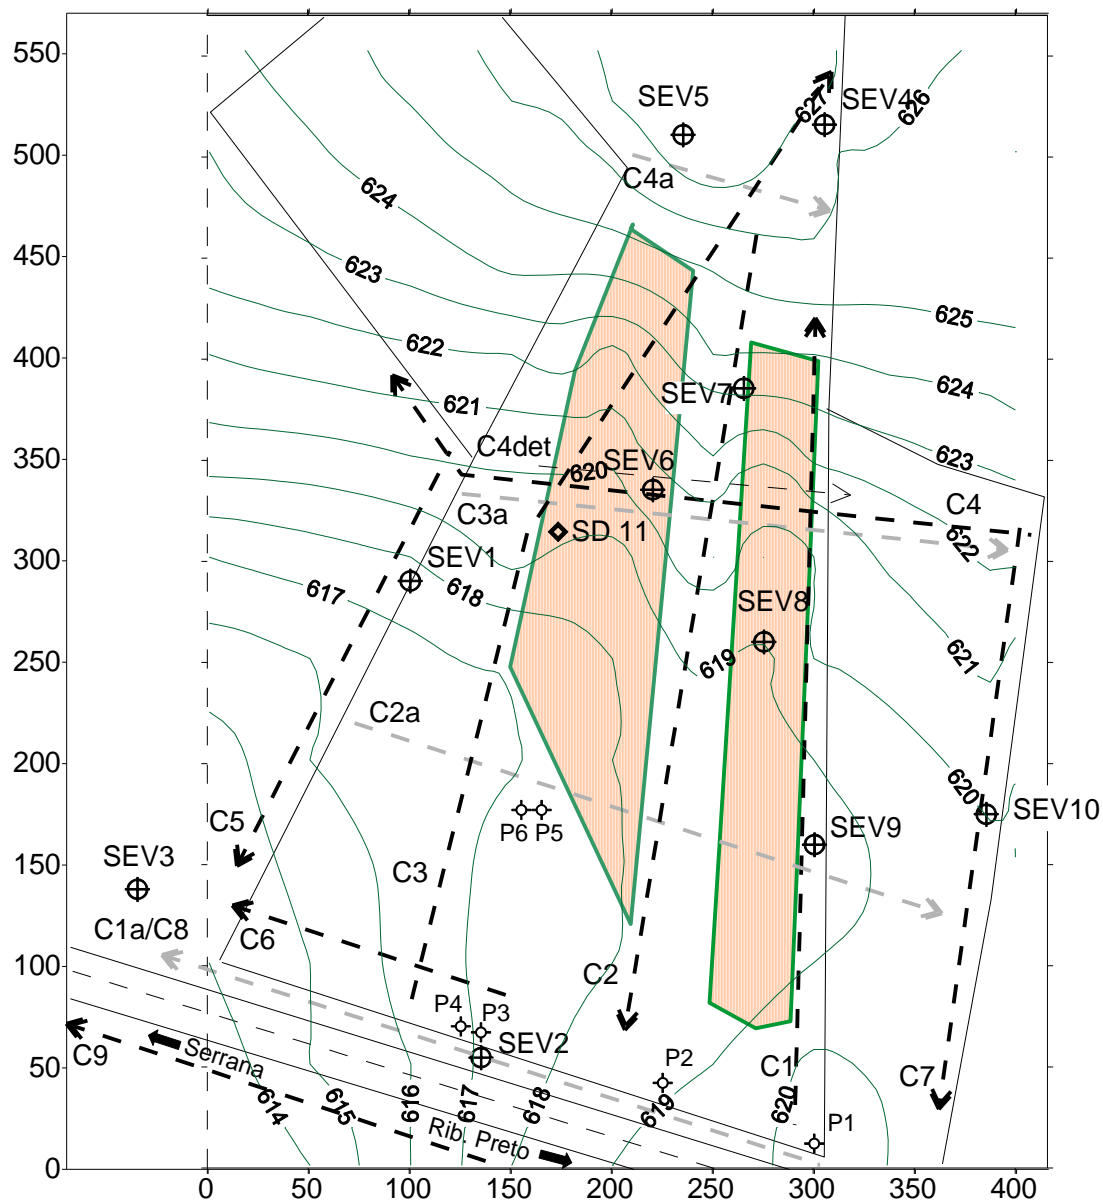 550
SEV5
SEV4
627
626
500
C4a
624
450
623
625
622
400
624
SEV7
621
C4det
623
350
620
SEV6
C4
C3a
SD 11
622
300
SEV1
617
618
SEV8
621
250
619
C2a
200
620
C5
P6 P5
SEV9
SEV10
150
SEV3
C3
C1a/C8
C6
100
C2
P4
P3
C9
Serrana
SEV2
P2
C1
C7
50
614
615
616
617
618
619
620
P1
Rib. Preto
0
0 50 100 150 200 250 300 350 400